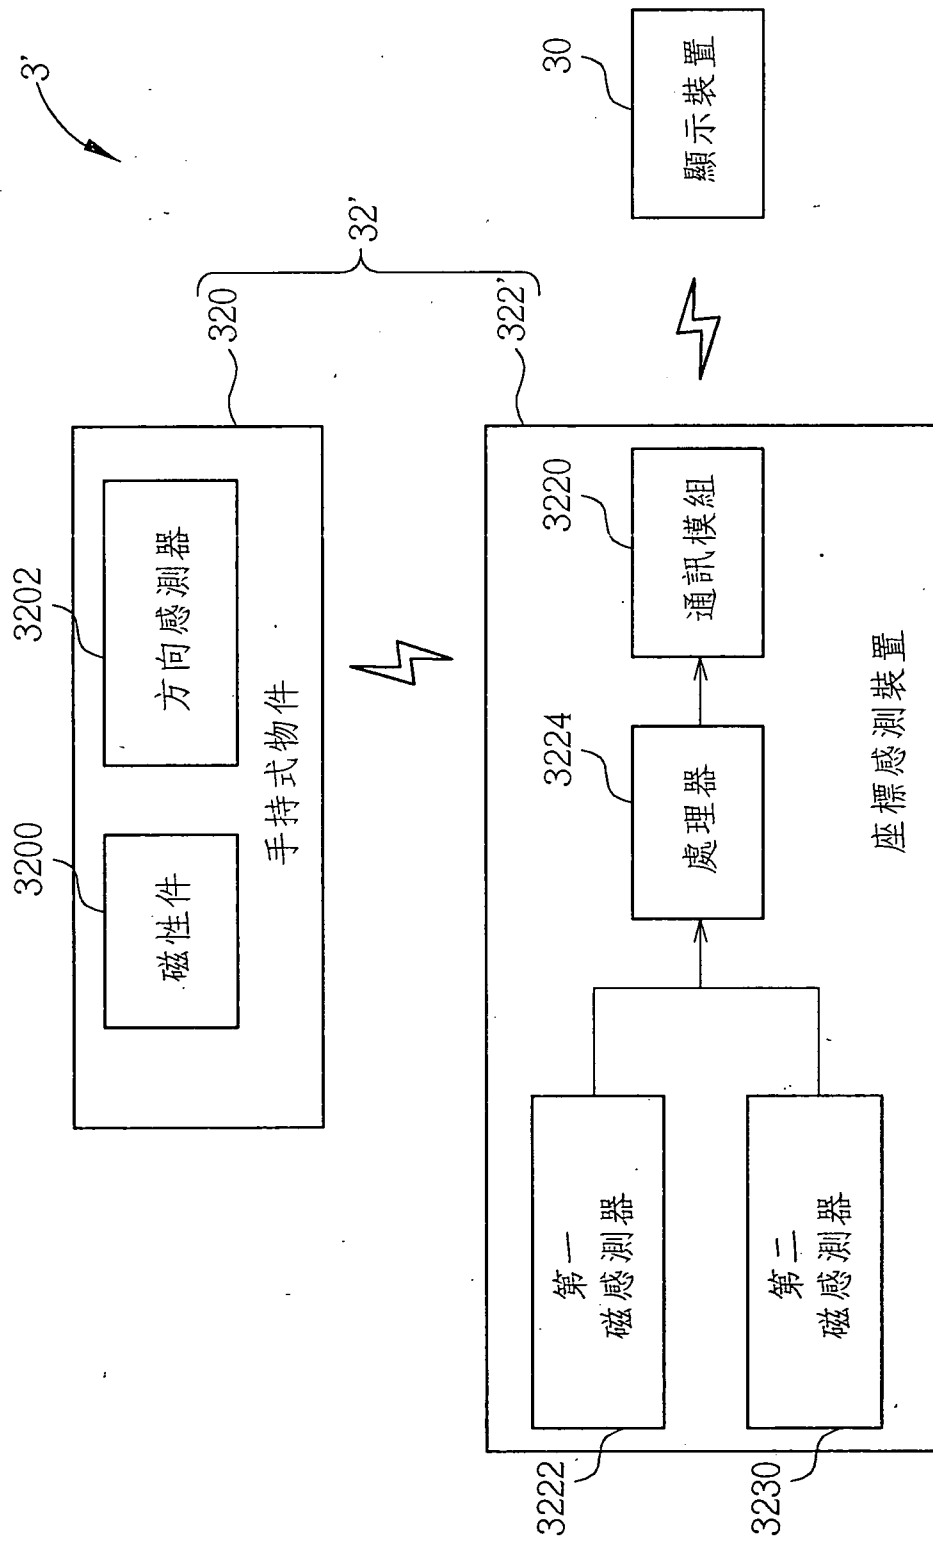 3'
32'
320
3200
磁性件
3202
方向感測器
手持式物件
322'
3222
第一
磁感測器
3230
第二
磁感測器
3224
處理器
3220
通訊模組
座標感測裝置
30
顯示裝置